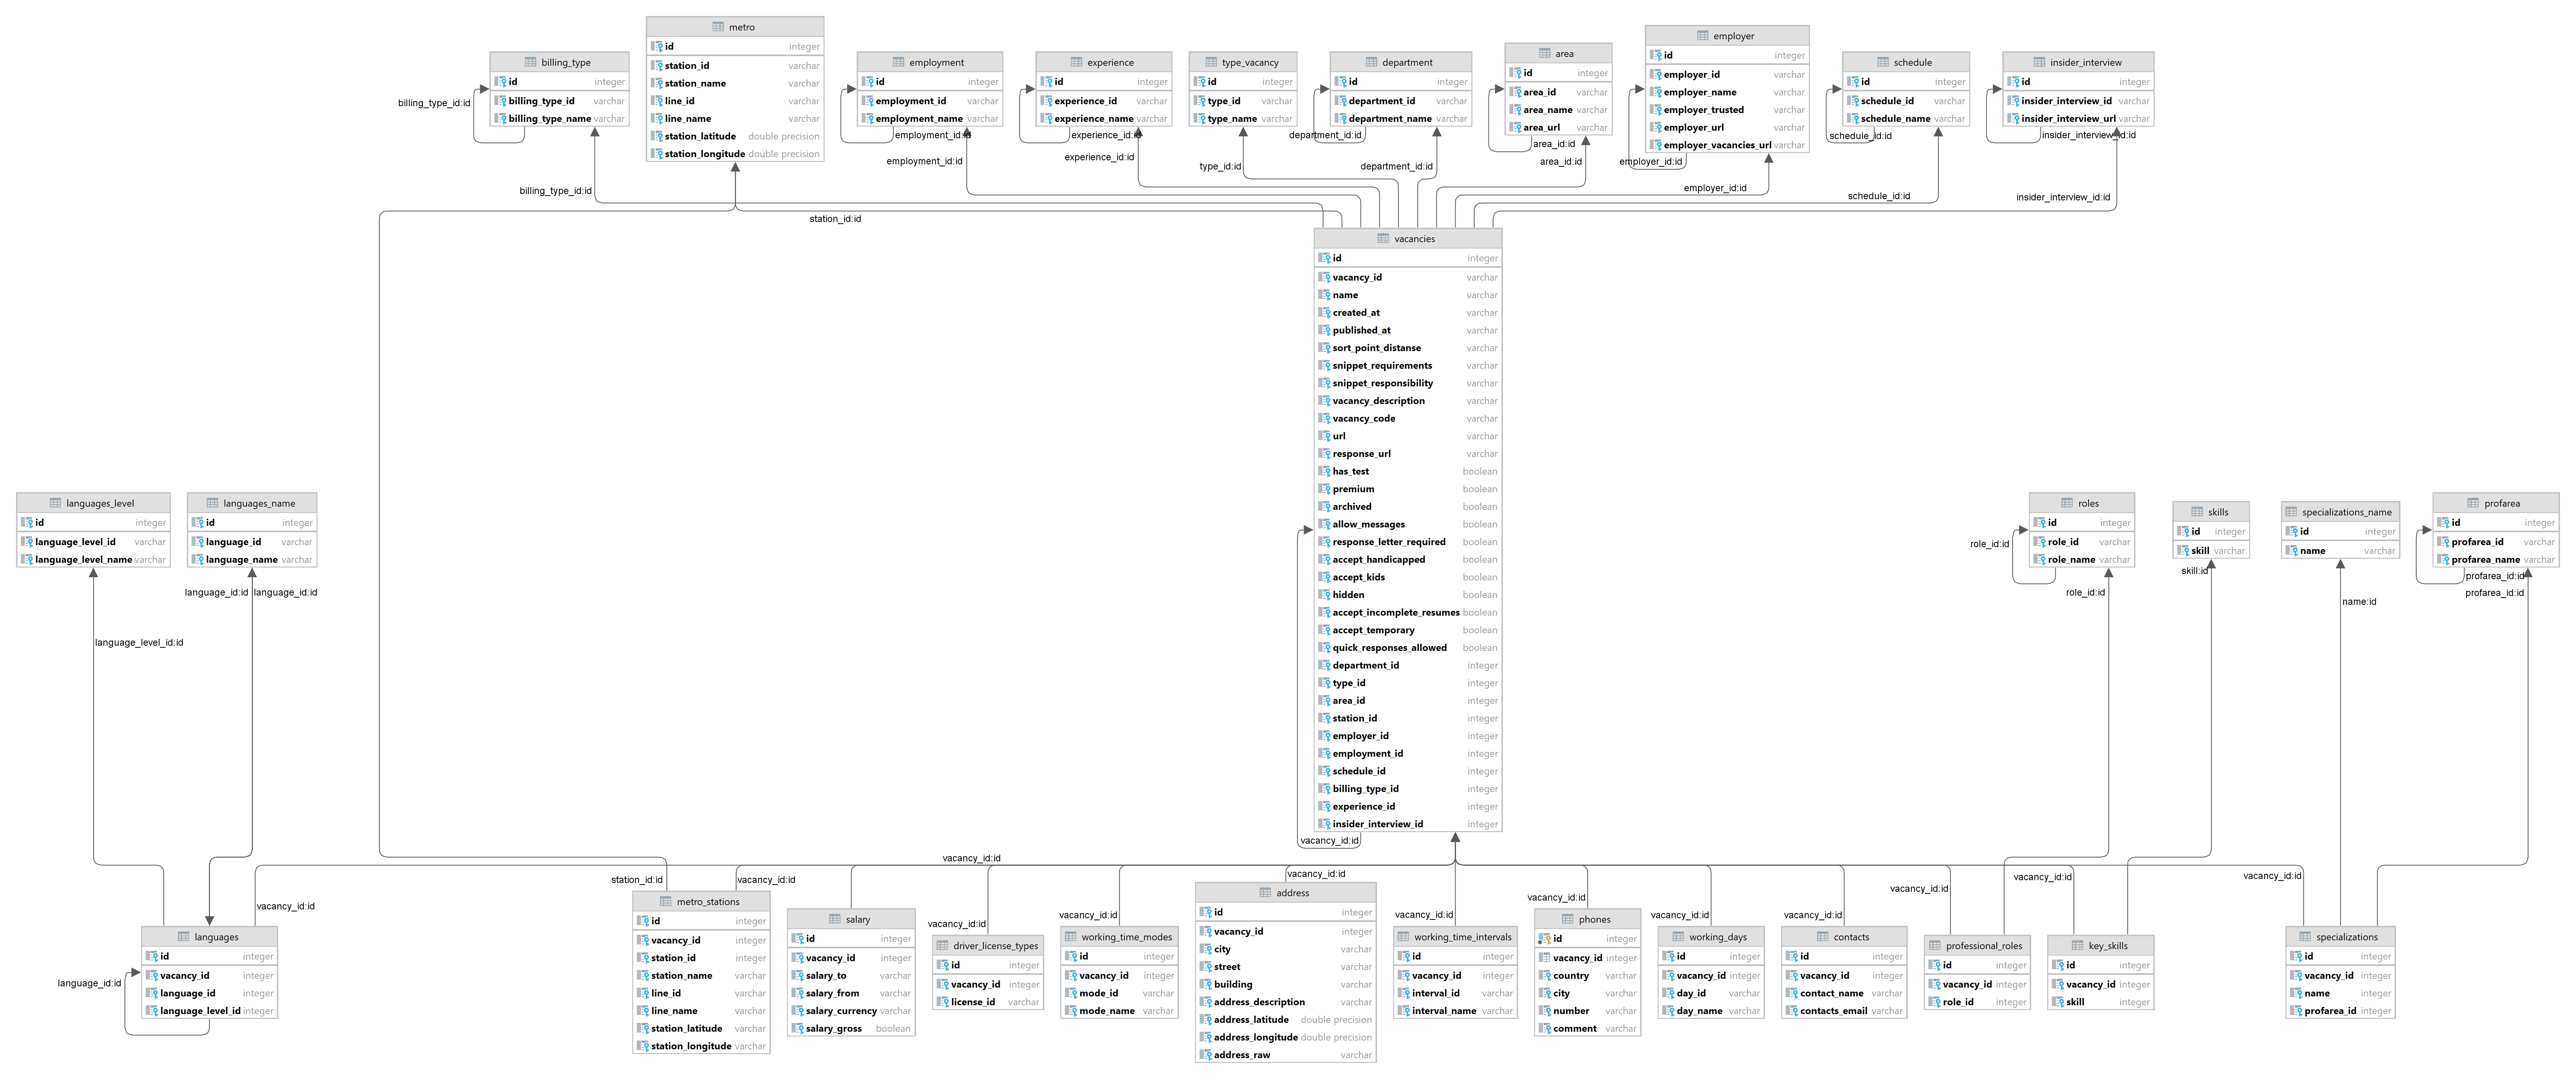 metro
id integer
station_id varchar
station_name varchar
line_id varchar
line_name varchar
station_latitude double precision
station_longitude double precision
billing_type
id integer
billing_type_id varchar
billing_type_name varchar
billing_type_id:id
billing_type_id:id
employment
id integer
employment_id varchar
employment_name varchar
employment_id:id
employment_id:id
experience
id integer
experience_id varchar
experience_name varchar
experience_id:id
experience_id:id
type_vacancy
id integer
type_id varchar
type_name varchar
type_id:id
department
id integer
department_id varchar
department_name varchar
department_id:id
department_id:id
area
id integer
area_id varchar
area_name varchar
area_url varchar
area_id:id
area_id:id
employer
id integer
employer_id varchar
employer_name varchar
employer_trusted varchar
employer_url varchar
employer_vacancies_url varchar
employer_id:id
employer_id:id
schedule
id integer
schedule_id varchar
schedule_name varchar
schedule_id:id
schedule_id:id
insider_interview
id integer
insider_interview_id varchar
insider_interview_url varchar
insider_interview_id:id
insider_interview_id:id
station_id:id
vacancies
id integer
vacancy_id varchar
name varchar
created_at varchar
published_at varchar
sort_point_distanse varchar
snippet_requirements varchar
snippet_responsibility varchar
vacancy_description varchar
vacancy_code varchar
url varchar
response_url varchar
has_test boolean
premium boolean
archived boolean
allow_messages boolean
response_letter_required boolean
accept_handicapped boolean
accept_kids boolean
hidden boolean
accept_incomplete_resumes boolean
accept_temporary boolean
quick_responses_allowed boolean
department_id integer
type_id integer
area_id integer
station_id integer
employer_id integer
employment_id integer
schedule_id integer
billing_type_id integer
experience_id integer
insider_interview_id integer
vacancy_id:id
languages_level
id integer
language_level_id varchar
language_level_name varchar
language_level_id:id
languages_name
id integer
language_id varchar
language_name varchar
language_id:id
language_id:id
roles
id integer
role_id varchar
role_name varchar
role_id:id
role_id:id
skills
id integer
skill varchar
skill:id
specializations_name
id integer
name varchar
name:id
profarea
id integer
profarea_id varchar
profarea_name varchar
profarea_id:id
profarea_id:id
vacancy_id:id
languages
id integer
vacancy_id integer
language_id integer
language_level_id integer
language_id:id
vacancy_id:id
station_id:id
vacancy_id:id
metro_stations
id integer
vacancy_id integer
station_id integer
station_name varchar
line_id varchar
line_name varchar
station_latitude varchar
station_longitude varchar
salary
id integer
vacancy_id integer
salary_to varchar
salary_from varchar
salary_currency varchar
salary_gross boolean
vacancy_id:id
driver_license_types
id integer
vacancy_id integer
license_id varchar
vacancy_id:id
working_time_modes
id integer
vacancy_id integer
mode_id varchar
mode_name varchar
vacancy_id:id
address
id integer
vacancy_id integer
city varchar
street varchar
building varchar
address_description varchar
address_latitude double precision
address_longitude double precision
address_raw varchar
vacancy_id:id
working_time_intervals
id integer
vacancy_id integer
interval_id varchar
interval_name varchar
vacancy_id:id
phones
id integer
vacancy_id integer
country varchar
city varchar
number varchar
comment varchar
vacancy_id:id
working_days
id integer
vacancy_id integer
day_id varchar
day_name varchar
vacancy_id:id
contacts
id integer
vacancy_id integer
contact_name varchar
contacts_email varchar
vacancy_id:id
professional_roles
id integer
vacancy_id integer
role_id integer
vacancy_id:id
key_skills
id integer
vacancy_id integer
skill integer
vacancy_id:id
specializations
id integer
vacancy_id integer
name integer
profarea_id integer